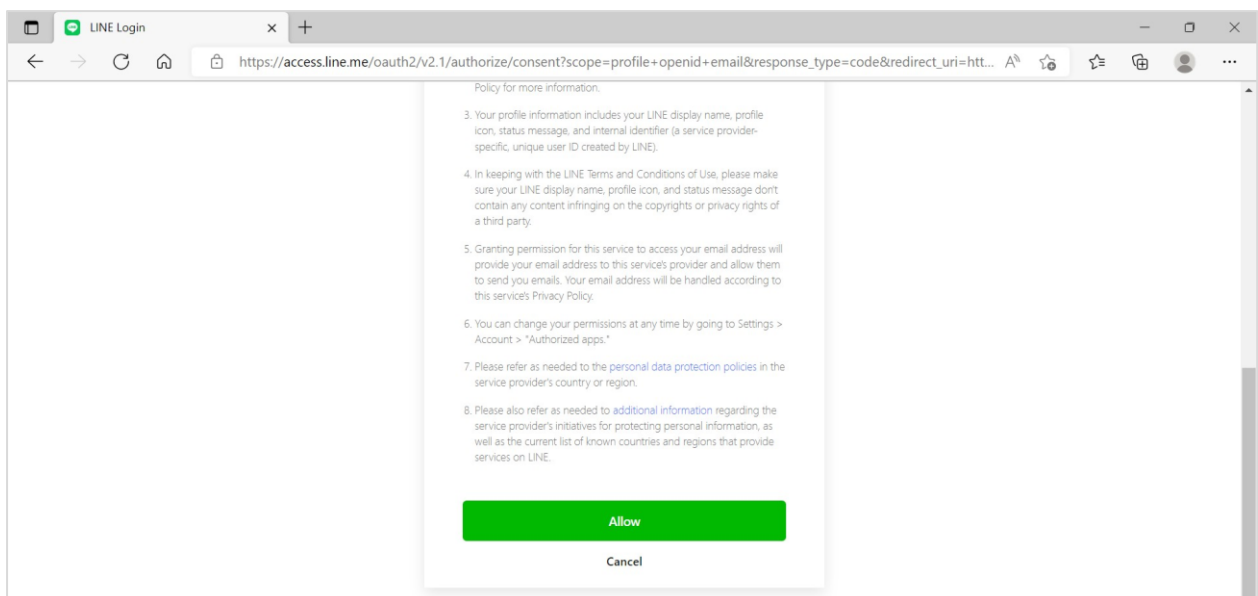 LINE Login
https://access.line.me/oauth2/v2.1/authorize/consent?scope=profile+openid+email&response_type=code&redirect_uri=htt...
Policy for more information.
3. Your profile information includes your LINE display name, profile
icon, status message, and internal identifier (a service provider-
specific, unique user ID created by LINE).
4. In keeping with the LINE Terms and Conditions of Use, please make
sure your LINE display name, profile icon, and status message don't
contain any content infringing on the copyrights or privacy rights of
a third party.
5. Granting permission for this service to access your email address will
provide your email address to this service's provider and allow them
to send you emails. Your email address will be handled according to
this service's Privacy Policy.
6. You can change your permissions at any time by going to Settings >
Account > "Authorized apps."
7. Please refer as needed to the personal data protection policies in the
service provider's country or region.
8. Please also refer as needed to additional information regarding the
service provider's initiatives for protecting personal information, as
well as the current list of known countries and regions that provide
services on LINE.
Allow
Cancel